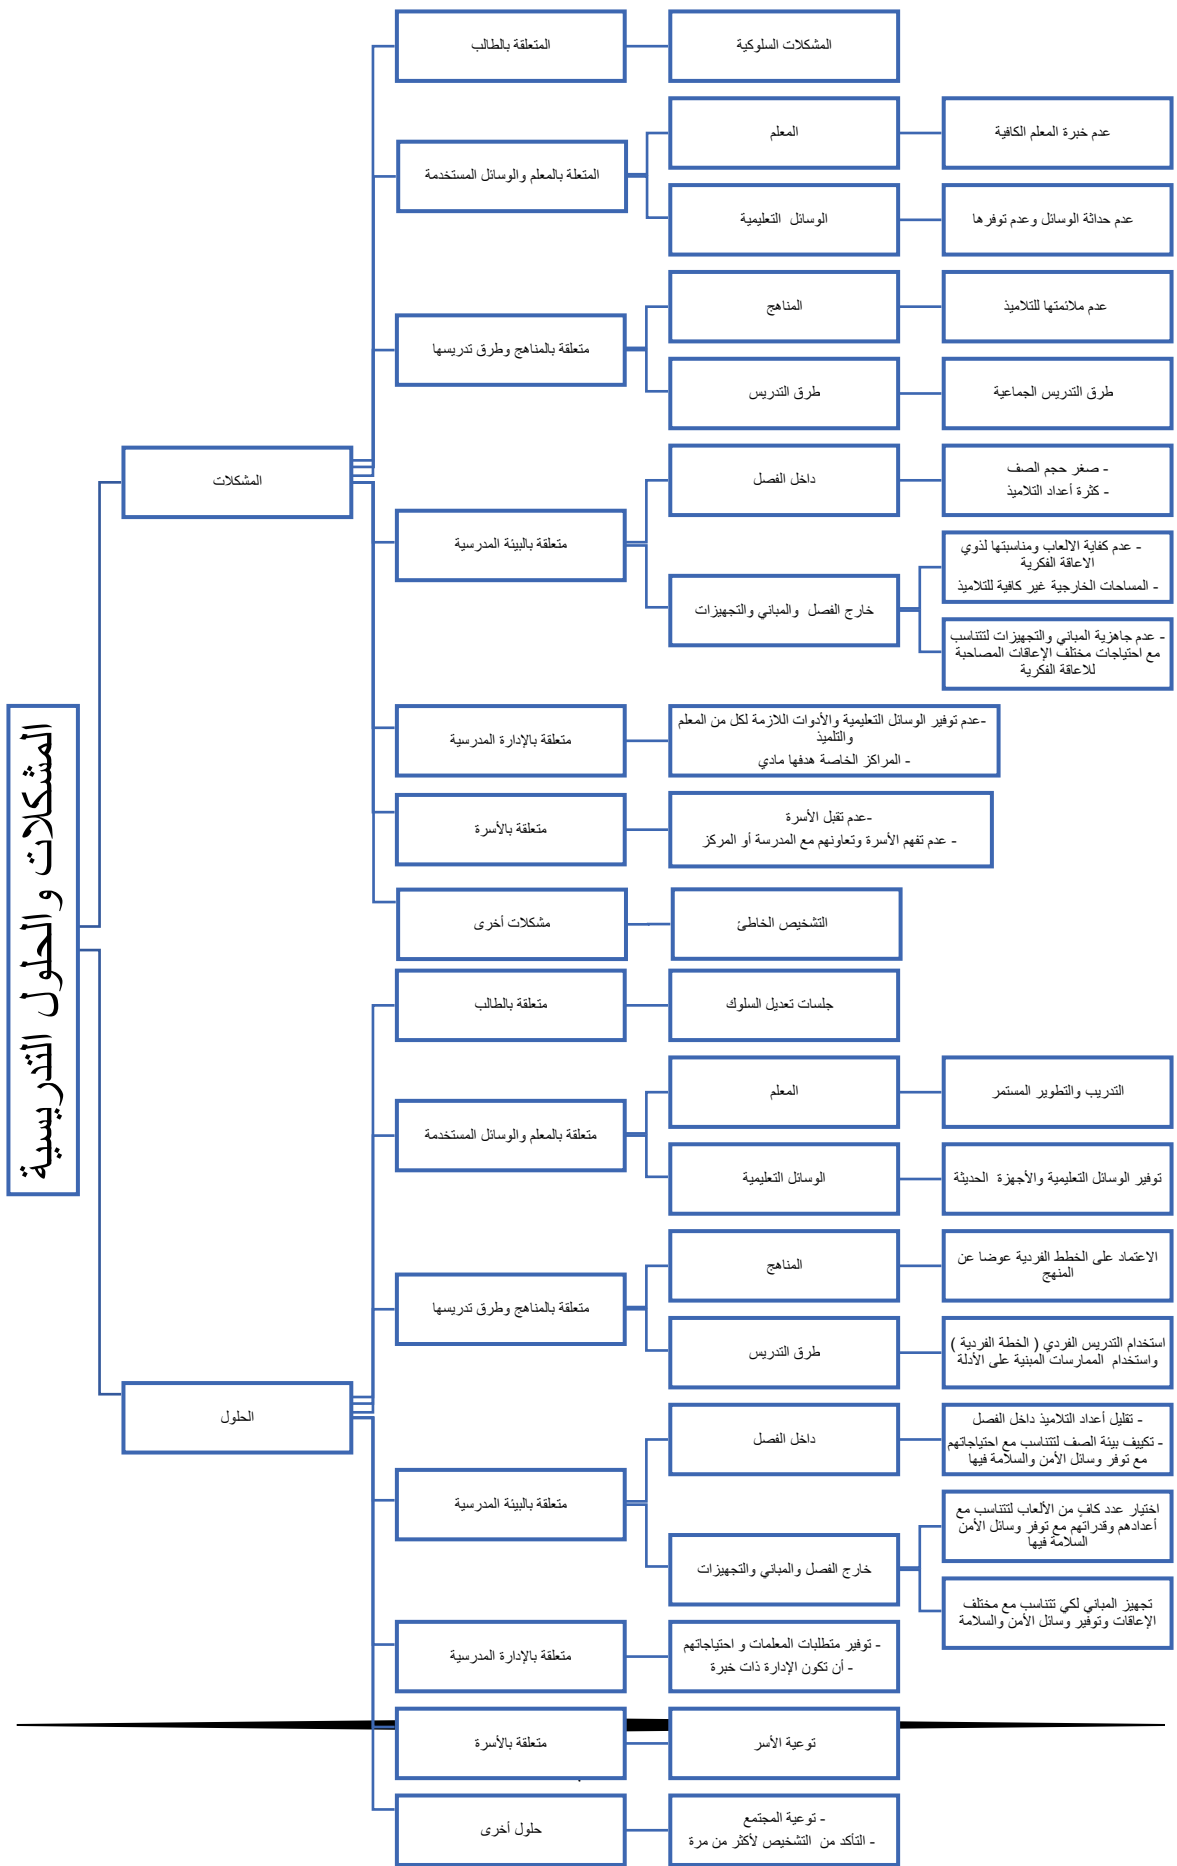 المشكلات والحلول التدريسية
المشكلات
المتعلقة بالطالب
المشكلات السلوكية
المتعلة بالمعلم والوسائل المستخدمة
المعلم
عدم خبرة المعلم الكافية
الوسائل التعليمية
عدم حداثة الوسائل وعدم توفرها
متعلقة بالمناهج وطرق تدريسها
المناهج
عدم ملائمتها للتلاميذ
طرق التدريس
طرق التدريس الجماعية
متعلقة بالبيئة المدرسية
داخل الفصل
- صغر حجم الصف
- كثرة أعداد التلاميذ
خارج الفصل والمباني والتجهيزات
- عدم كفاية الالعاب ومناسبتها لذوي
الاعاقة الفكرية
- المساحات الخارجية غير كافية للتلاميذ
- عدم جاهزية المباني والتجهيزات لتتناسب
مع احتياجات مختلف الإعاقات المصاحبة
للاعاقة الفكرية
متعلقة بالإدارة المدرسية
-عدم توفير الوسائل التعليمية والأدوات اللازمة لكل من المعلم
والتلميذ
- المراكز الخاصة هدفها مادي
متعلقة بالأسرة
-عدم تقبل الأسرة
- عدم تفهم الأسرة وتعاونهم مع المدرسة أو المركز
مشكلات أخرى
التشخيص الخاطئ
الحلول
متعلقة بالطالب
جلسات تعديل السلوك
متعلقة بالمعلم والوسائل المستخدمة
المعلم
التدريب والتطوير المستمر
الوسائل التعليمية
توفير الوسائل التعليمية والأجهزة الحديثة
متعلقة بالمناهج وطرق تدريسها
المناهج
الاعتماد على الخطط الفردية عوضا عن
المنهج
طرق التدريس
استخدام التدريس الفردي ( الخطة الفردية )
واستخدام الممارسات المبنية على الأدلة
متعلقة بالبيئة المدرسية
داخل الفصل
- تقليل أعداد التلاميذ داخل الفصل
- تكييف بيئة الصف لتتناسب مع احتياجاتهم
مع توفر وسائل الأمن والسلامة فيها
خارج الفصل والمباني والتجهيزات
اختيار عدد كافٍ من الألعاب لتتناسب مع
أعدادهم وقدراتهم مع توفر وسائل الأمن
السلامة فيها
تجهيز المباني لكي تتناسب مع مختلف
الإعاقات وتوفير وسائل الأمن والسلامة
متعلقة بالإدارة المدرسية
- توفير متطلبات المعلمات و احتياجاتهم
- أن تكون الإدارة ذات خبرة
متعلقة بالأسرة
توعية الأسر
حلول أخرى
- توعية المجتمع
- التأكد من التشخيص لأكثر من مرة